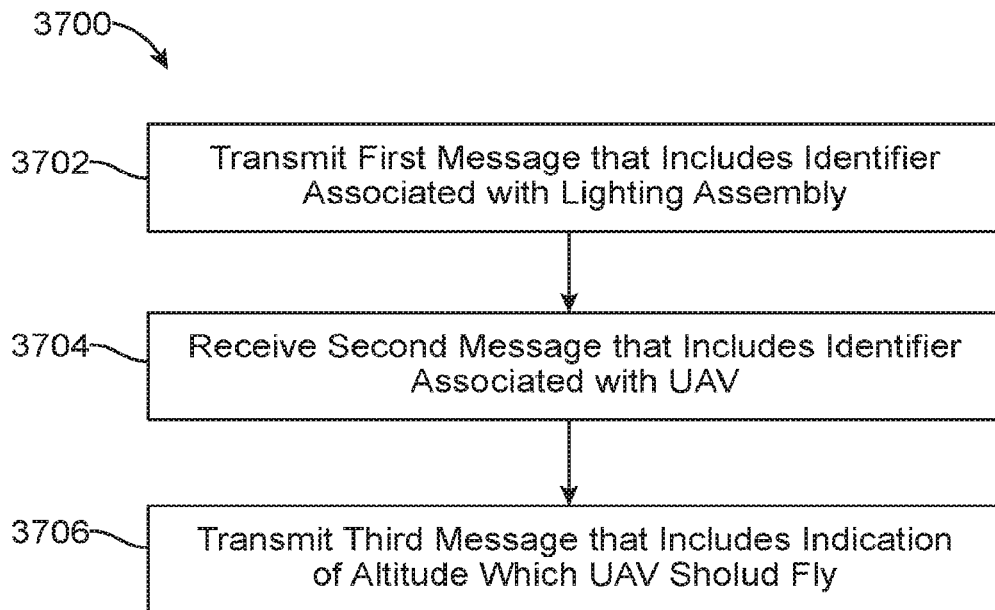 3700
3702
Transmit First Message that Includes Identifier
Associated with Lighting Assembly
3704
Receive Second Message that Includes Identifier
Associated with UAV
3706
Transmit Third Message that Includes Indication
of Altitude Which UAV Sholud Fly